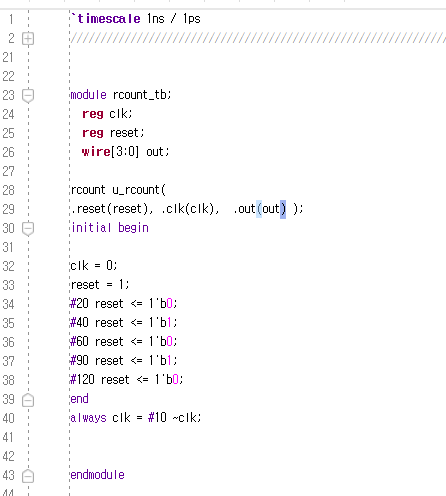 1 `timescale 1ns / 1ps
2 ////////////////////////////////////////////////////////////////
21
22
23 module rcount_tb;
24 reg clk;
25 reg reset;
26 wire[3:0] out;
27
28 rcount u_rcount(
29 .reset(reset), .clk(clk), .out(out) );
30 initial begin
31
32 clk = 0;
33 reset = 1;
34 #20 reset <= 1'b0;
35 #40 reset <= 1'b1;
36 #60 reset <= 1'b0;
37 #90 reset <= 1'b1;
38 #120 reset <= 1'b0;
39 end
40 always clk = #10 ~clk;
41
42
43 endmodule
44